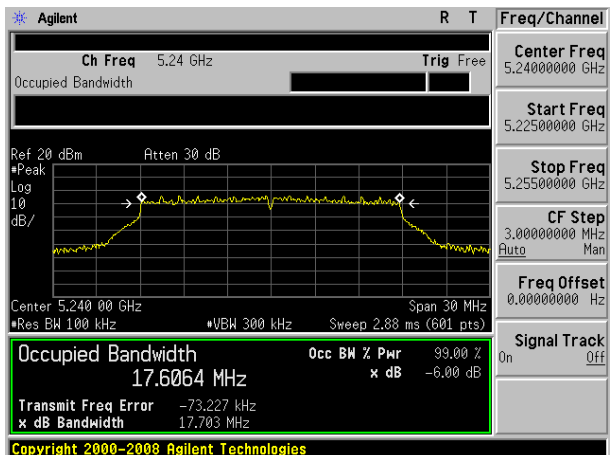 Agilent R T
Freq/Channel
Ch Freq 5.24 GHz Trig Free
Occupied Bandwidth
Center Freq
5.24000000 GHz
Start Freq
5.22500000 GHz
Stop Freq
5.25500000 GHz
CF Step
3.00000000 MHz
Auto Man
Freq Offset
0.00000000 Hz
Signal Track
On Off
Ref 20 dBm Atten 30 dB
#Peak
Log
10
dB/
Center 5.240 00 GHz Span 30 MHz
#Res BW 100 kHz #VBW 300 kHz Sweep 2.88 ms (601 pts)
Occupied Bandwidth Occ BW % Pwr 99.00 %
17.6064 MHz x dB -6.00 dB
Transmit Freq Error -73.227 kHz
x dB Bandwidth 17.703 MHz
Copyright 2000-2008 Agilent Technologies